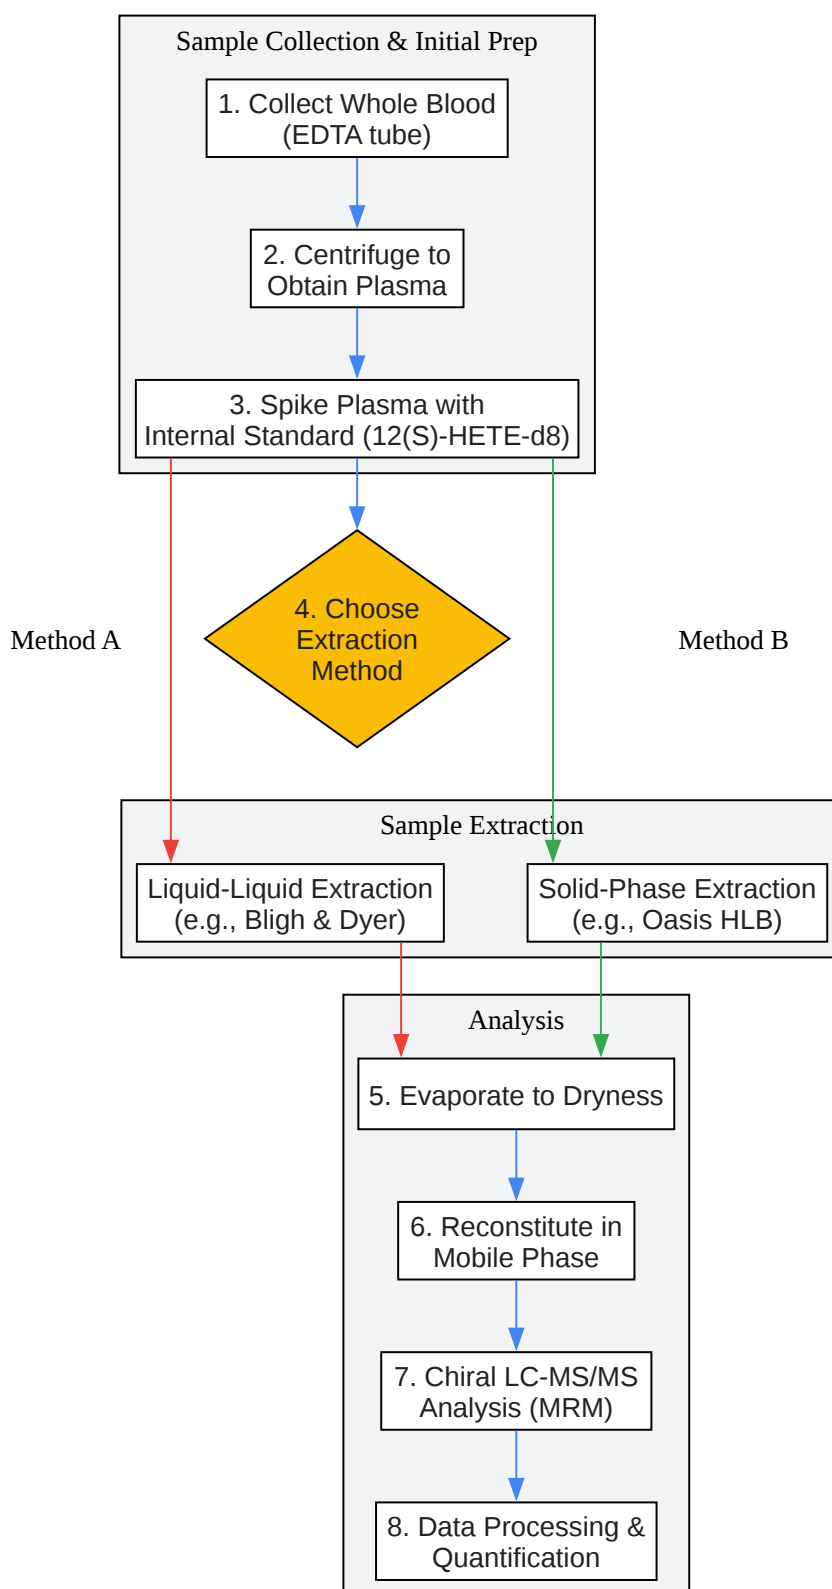 Sample Collection & Initial Prep
1. Collect Whole Blood
(EDTA tube)
2. Centrifuge to
Obtain Plasma
3. Spike Plasma with
Internal Standard (12(S)-HETE-d8)
4. Choose
Extraction
Method
Method A
Method B
Sample Extraction
Liquid-Liquid Extraction
(e.g., Bligh & Dyer)
Solid-Phase Extraction
(e.g., Oasis HLB)
Analysis
5. Evaporate to Dryness
6. Reconstitute in
Mobile Phase
7. Chiral LC-MS/MS
Analysis (MRM)
8. Data Processing &
Quantification